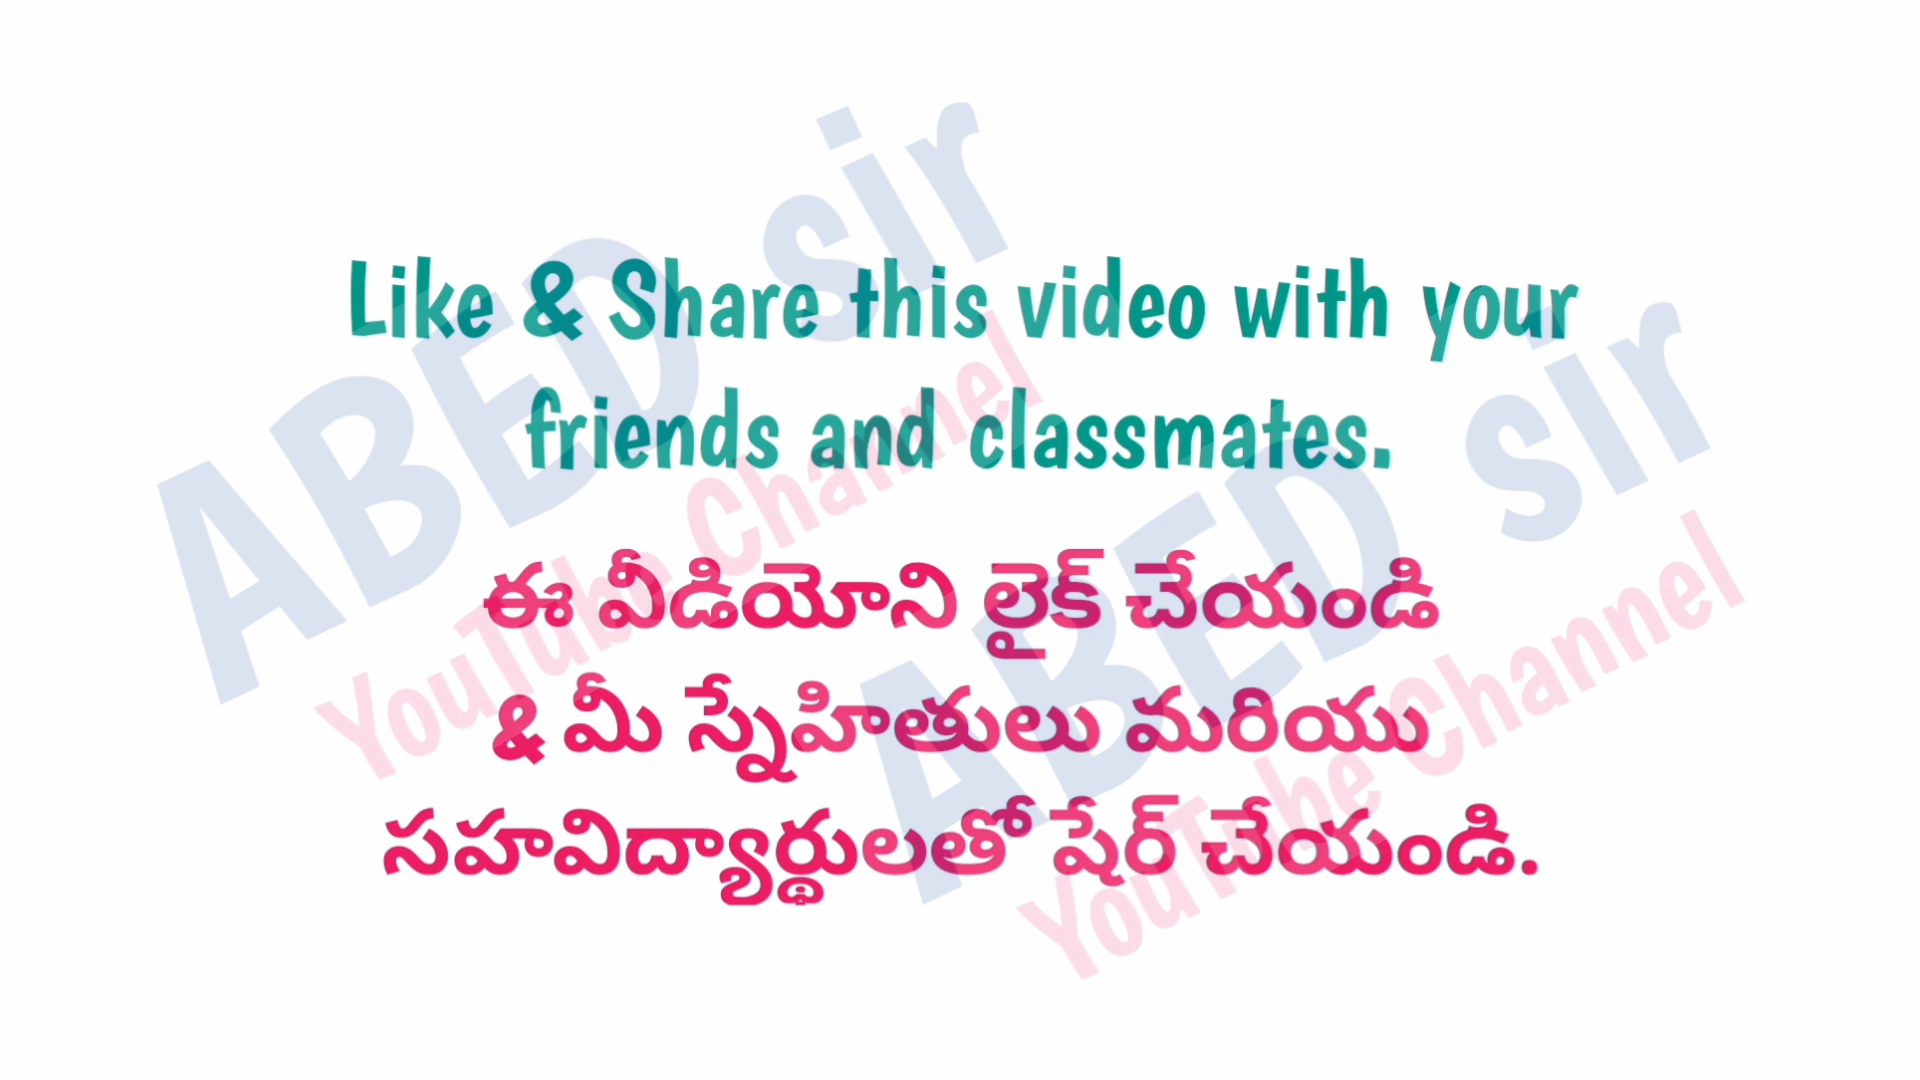 Like & Share this video with your
friends and classmates.
ఈ వీడియోని లైక్ చేయండి
& మీ స్నేహితులు మరియు
సహవిద్యార్థులతో షేర్ చేయండి.
ABED sir
YouTube Channel
ABED sir
YouTube Channel